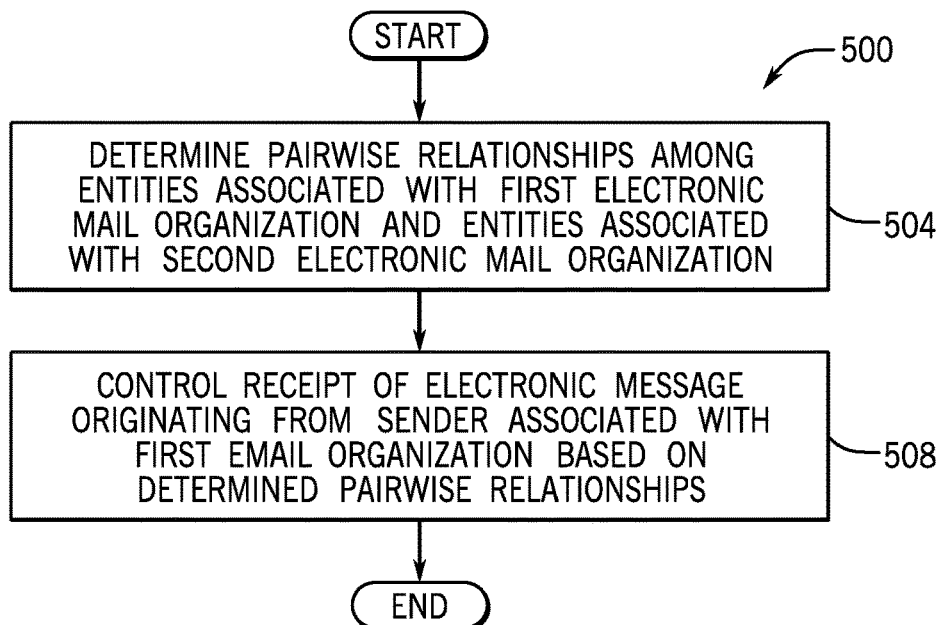 START
500
DETERMINE PAIRWISE RELATIONSHIPS AMONG
ENTITIES ASSOCIATED WITH FIRST ELECTRONIC
MAIL ORGANIZATION AND ENTITIES ASSOCIATED
WITH SECOND ELECTRONIC MAIL ORGANIZATION
504
CONTROL RECEIPT OF ELECTRONIC MESSAGE
ORIGINATING FROM SENDER ASSOCIATED WITH
FIRST EMAIL ORGANIZATION BASED ON
DETERMINED PAIRWISE RELATIONSHIPS
508
END